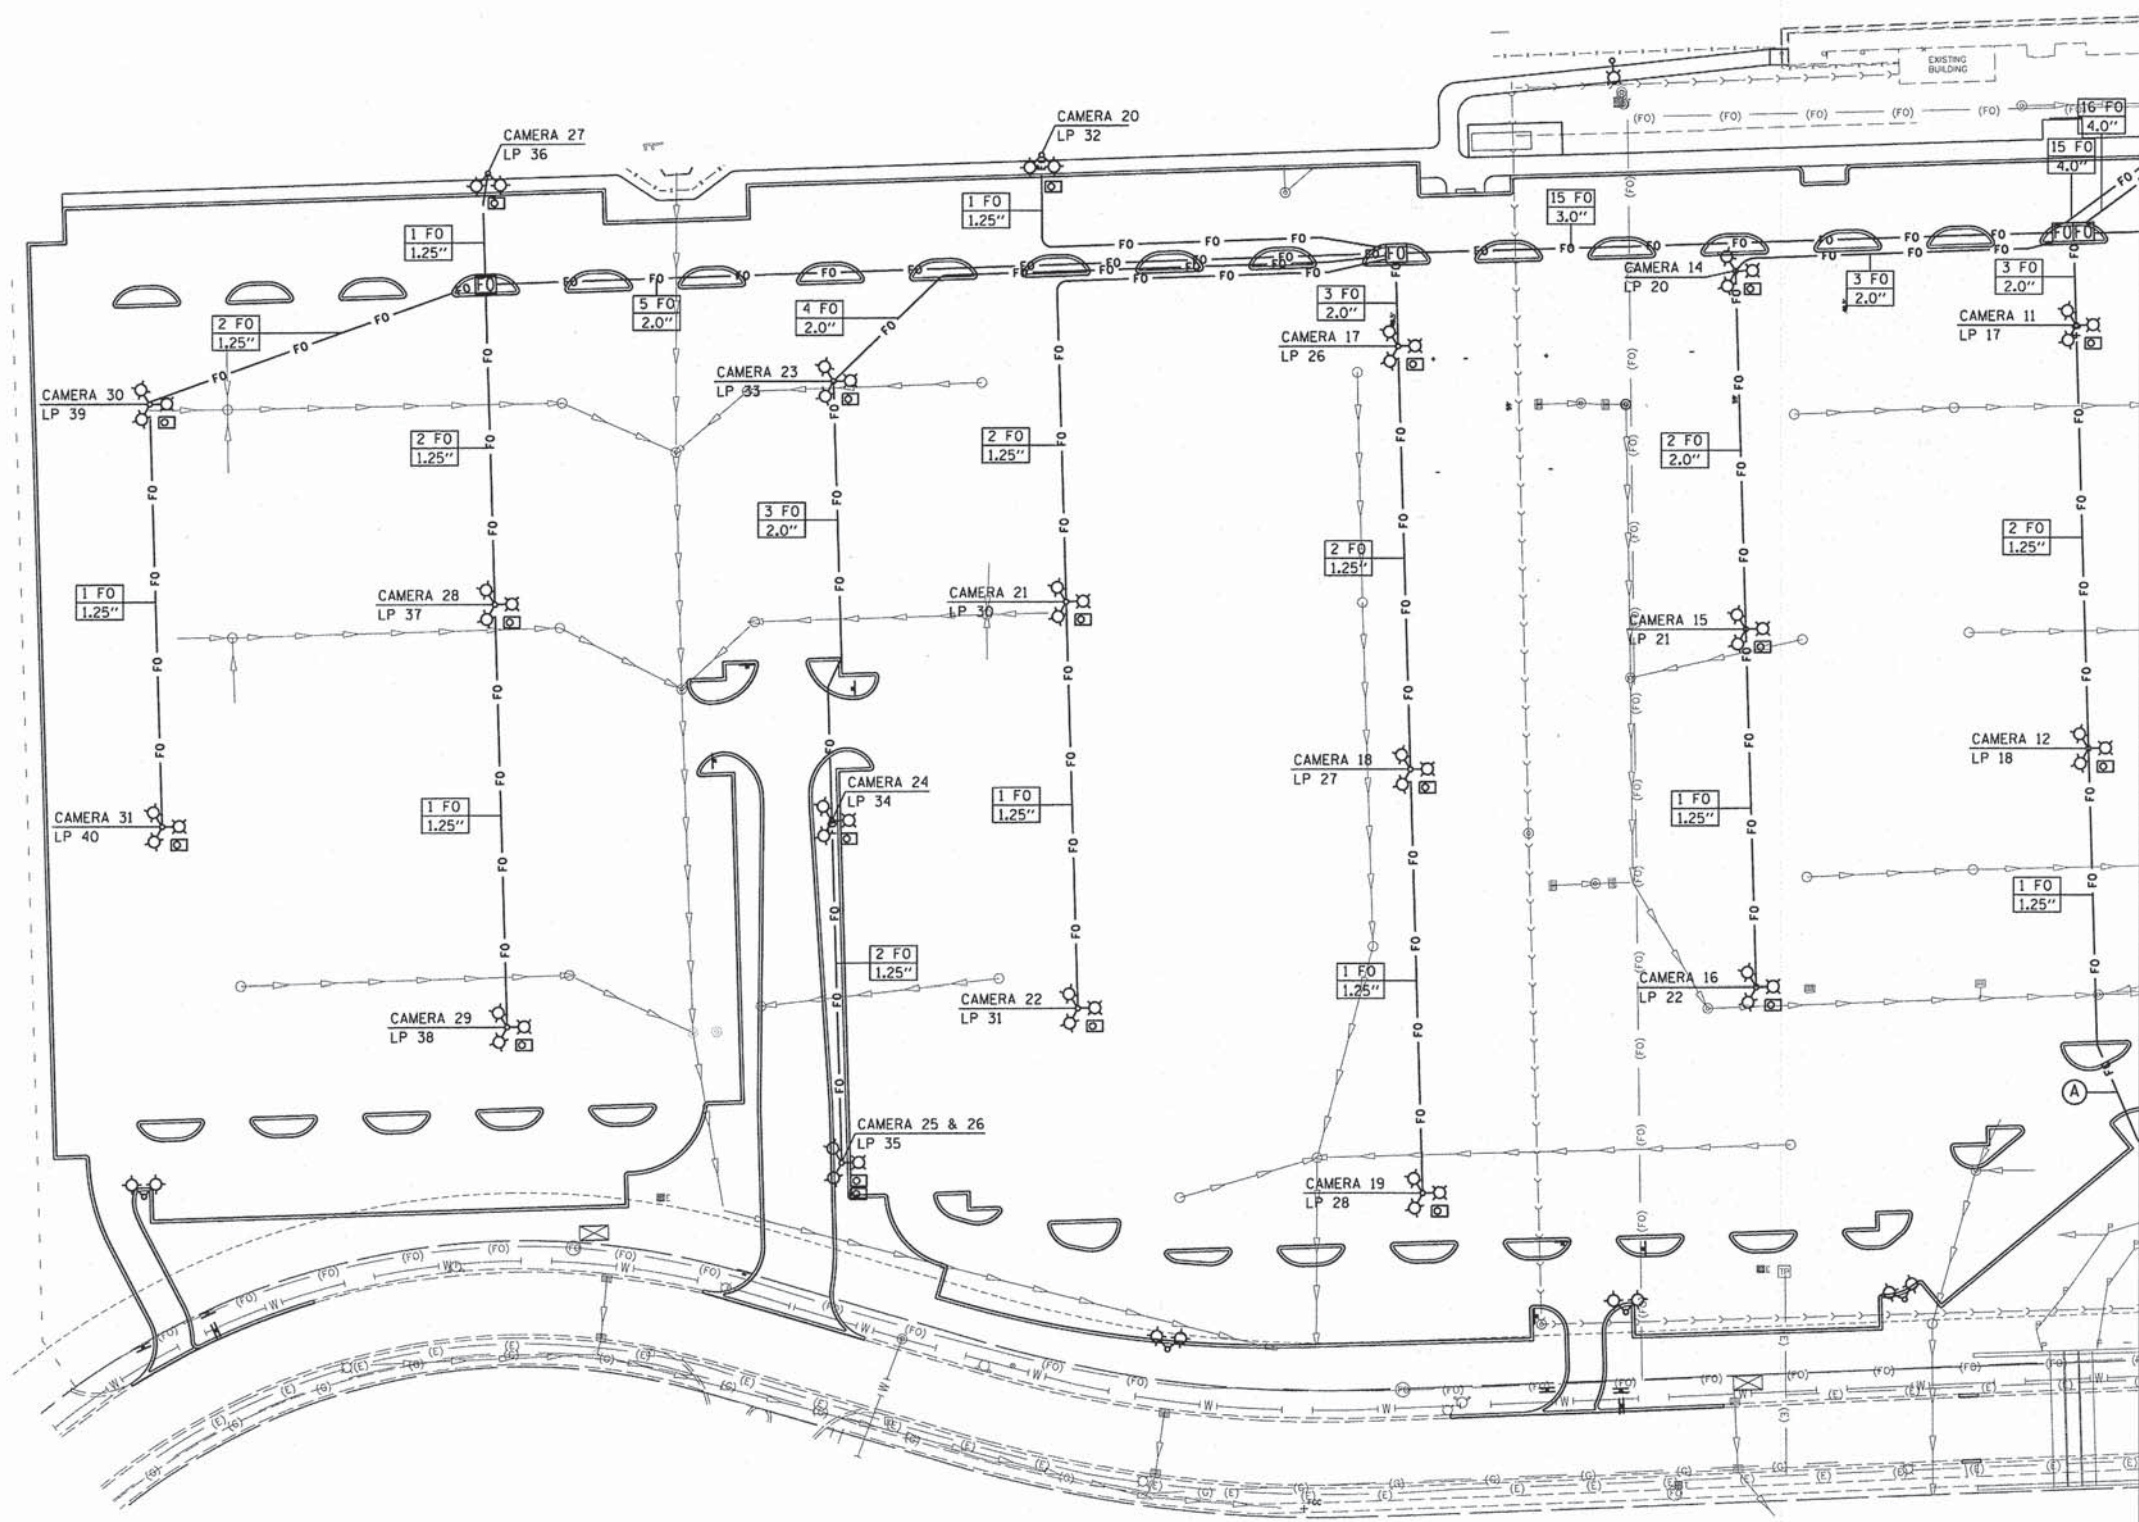 EXISTING
BUILDING
16 FO
4.0"
15 FO
4.0"
CAMERA 27
LP 36
CAMERA 20
LP 32
1 FO
1.25"
1 FO
1.25"
15 FO
3.0"
2 FO
1.25"
5 FO
2.0"
4 FO
2.0"
3 FO
2.0"
CAMERA 14
LP 20
3 FO
2.0"
3 FO
2.0"
CAMERA 30
LP 39
CAMERA 23
LP 33
CAMERA 17
LP 26
CAMERA 11
LP 17
2 FO
1.25"
2 FO
1.25"
2 FO
2.0"
3 FO
2.0"
2 FO
1.25"
2 FO
1.25"
1 FO
1.25"
CAMERA 28
LP 37
CAMERA 21
LP 30
CAMERA 15
LP 21
CAMERA 18
LP 27
CAMERA 12
LP 18
CAMERA 31
LP 40
1 FO
1.25"
CAMERA 24
LP 34
1 FO
1.25"
1 FO
1.25"
1 FO
1.25"
2 FO
1.25"
1 FO
1.25"
CAMERA 29
LP 38
CAMERA 22
LP 31
CAMERA 16
LP 22
A
CAMERA 25 & 26
LP 35
CAMERA 19
LP 28
TP
FO
(FO)
W
(E)
(G)